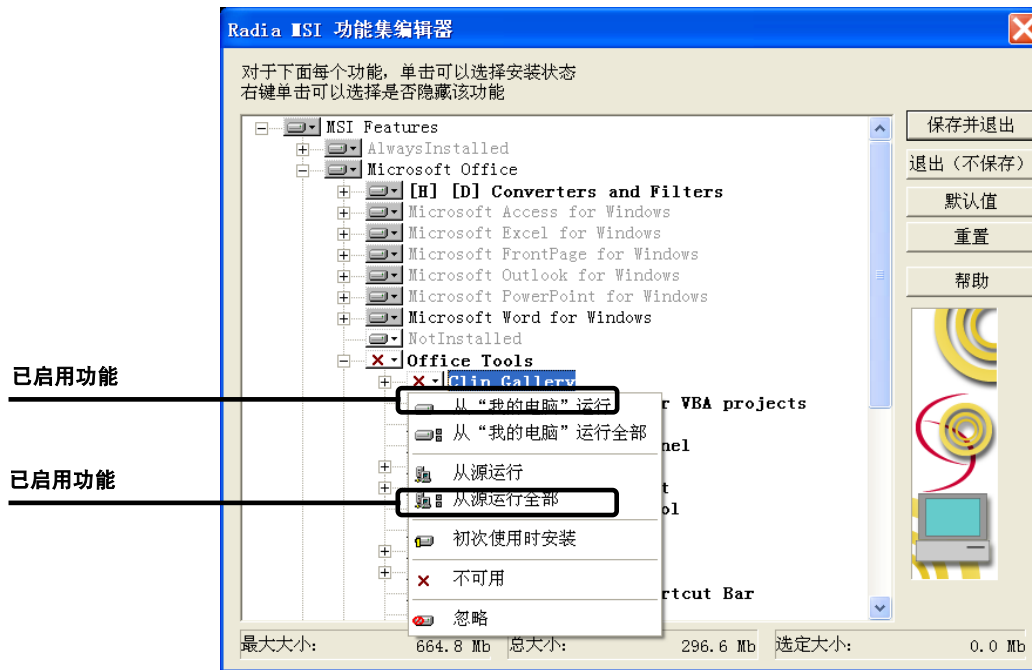 Radia MSI 功能集编辑器
对于下面每个功能，单击可以选择安装状态
右键单击可以选择是否隐藏该功能
MSI Features
AlwaysInstalled
Microsoft Office
[H] [D] Converters and Filters
Microsoft Access for Windows
Microsoft Excel for Windows
Microsoft FrontPage for Windows
Microsoft Outlook for Windows
Microsoft PowerPoint for Windows
Microsoft Word for Windows
NotInstalled
Office Tools
Clip Gallery
r VBA projects
nel
t
ol
rtcut Bar
从“我的电脑”运行
从“我的电脑”运行全部
从源运行
从源运行全部
初次使用时安装
不可用
忽略
保存并退出
退出（不保存）
默认值
重置
帮助
已启用功能
已启用功能
最大大小: 664.8 Mb 总大小: 296.6 Mb 选定大小: 0.0 Mb